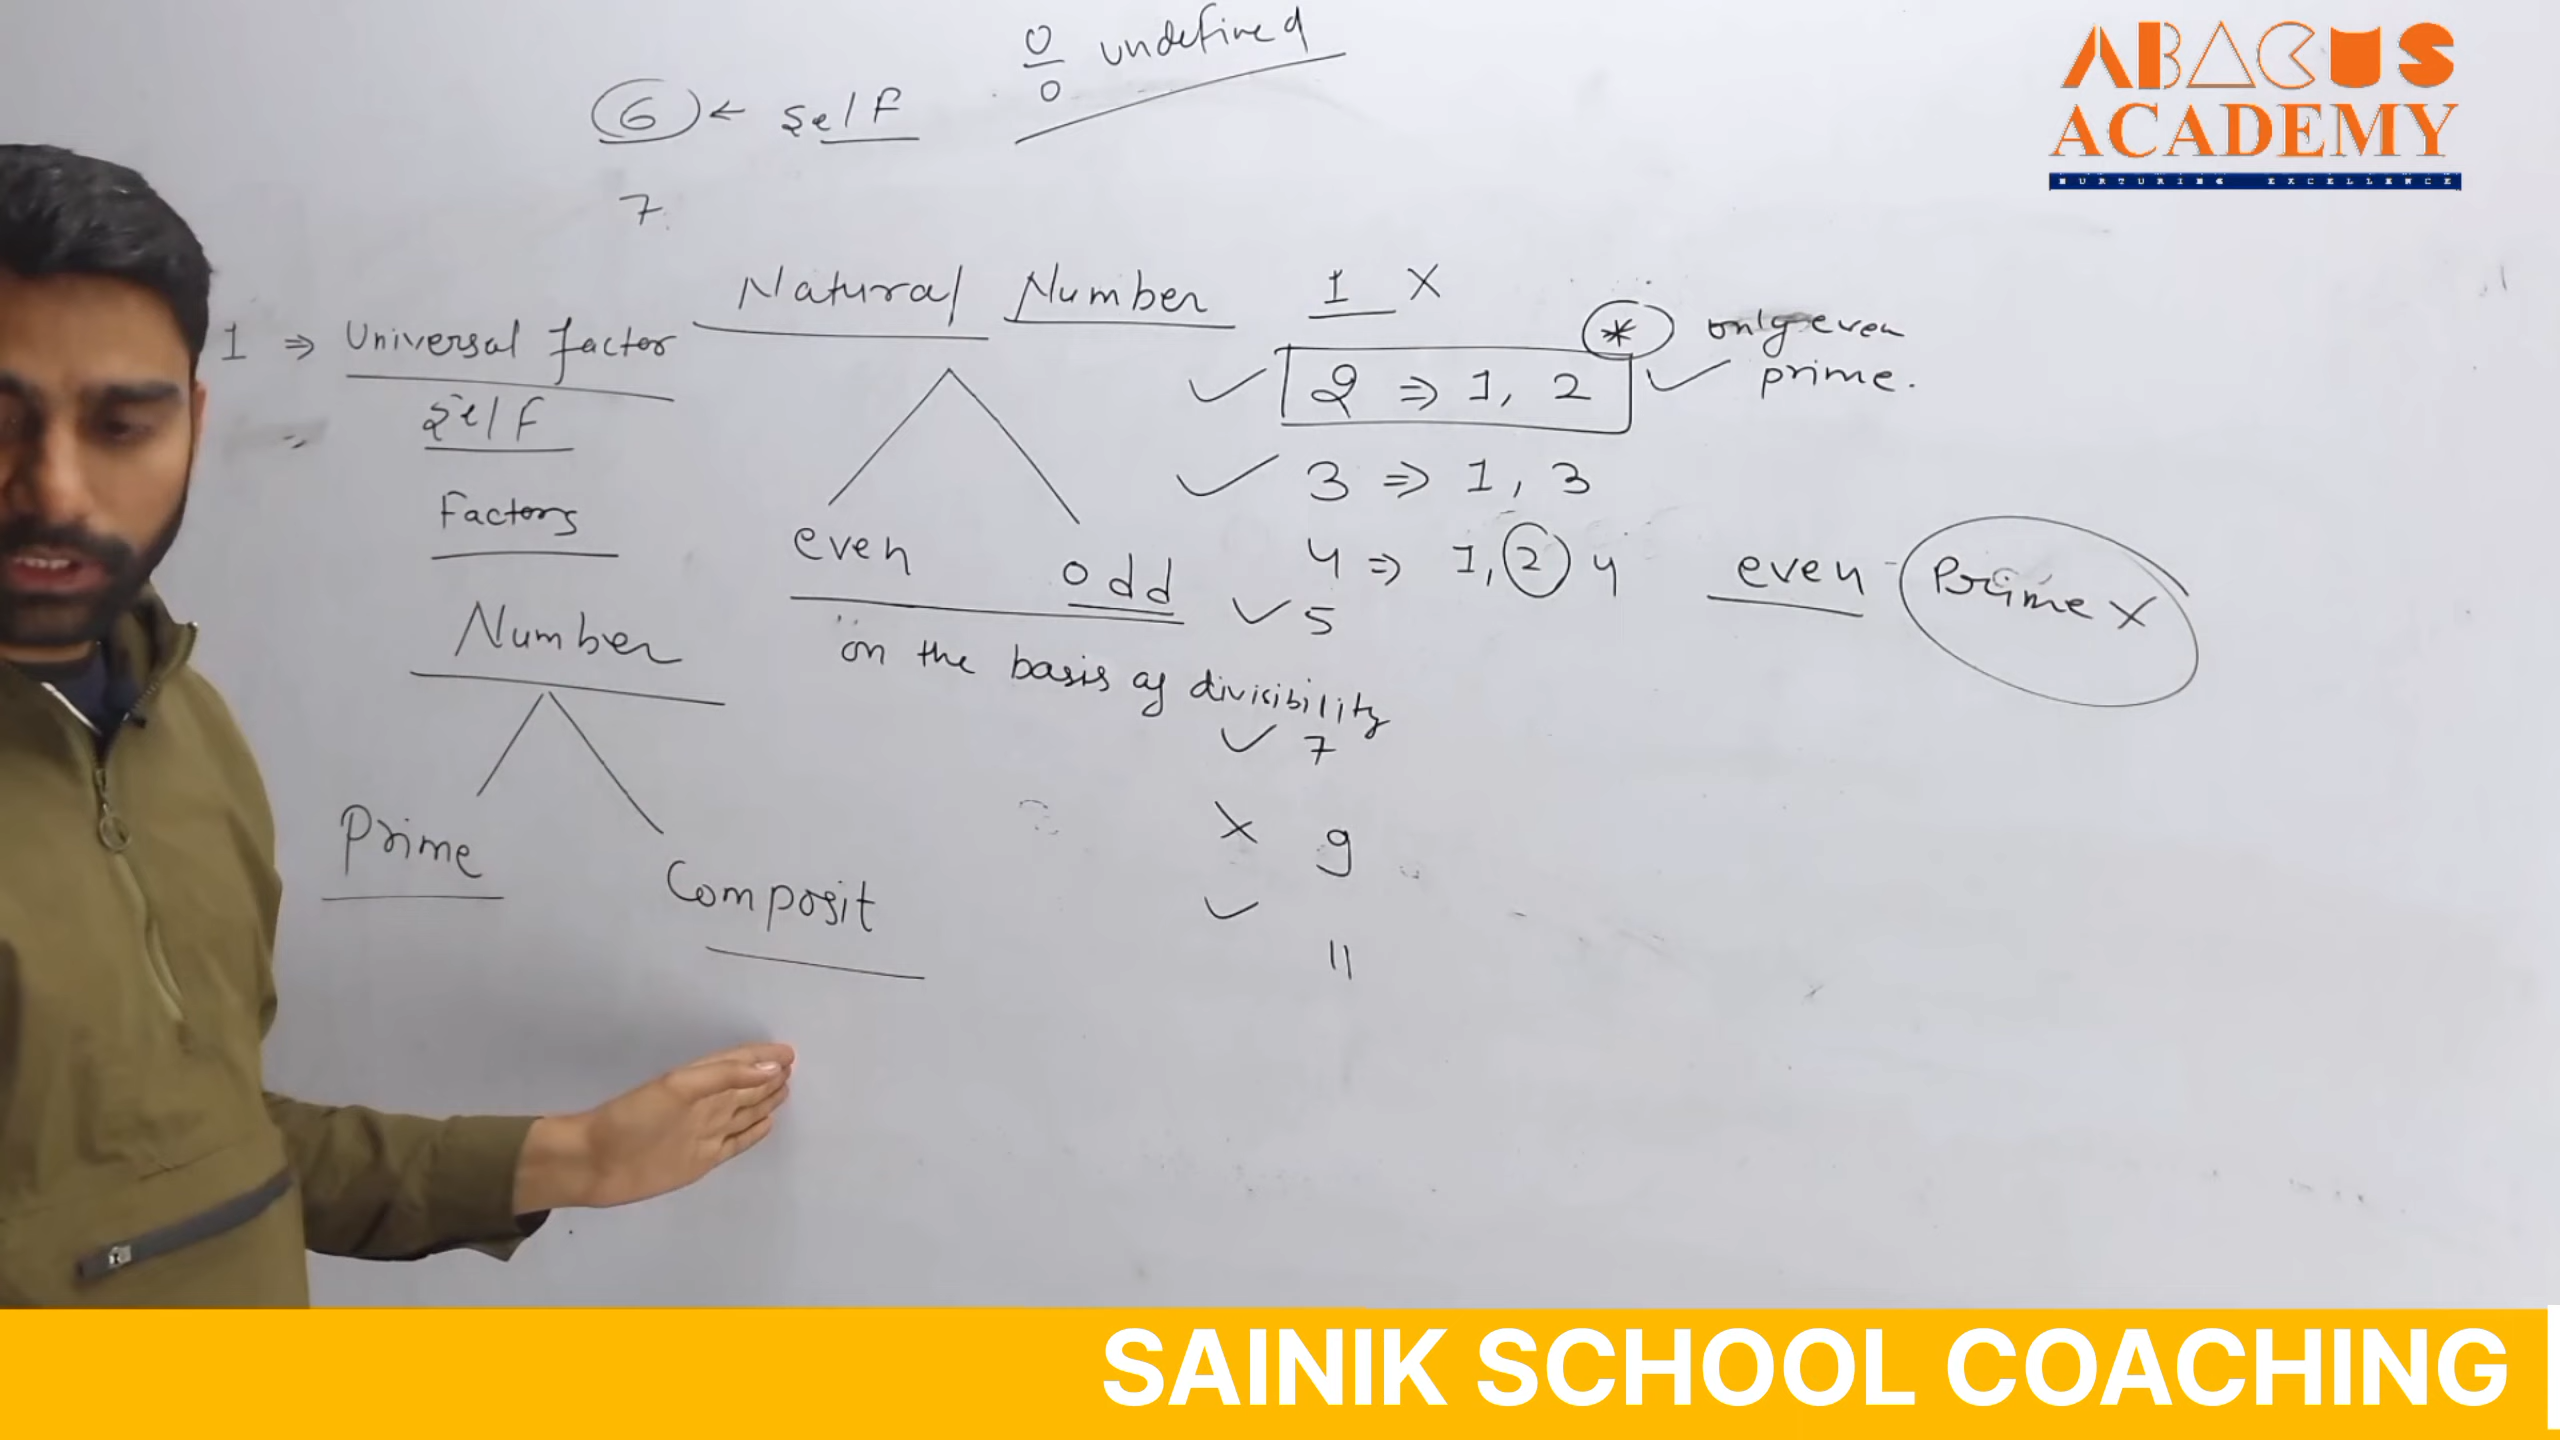 0/0 undefined
6 ← self
7
ABACUS
ACADEMY
NURTURING EXCELLENCE
Natural Number
1 ⇒ Universal factor
self
Factors
Number
Prime
Composit
even
odd
on the basis of divisibility
1 X
✓ 2 ⇒ 1, 2 ✓
* only even
prime.
✓ 3 ⇒ 1, 3
4 ⇒ 1, 2 4
even - Prime X
✓ 5
✓ 7
X 9
✓ 11
SAINIK SCHOOL COACHING